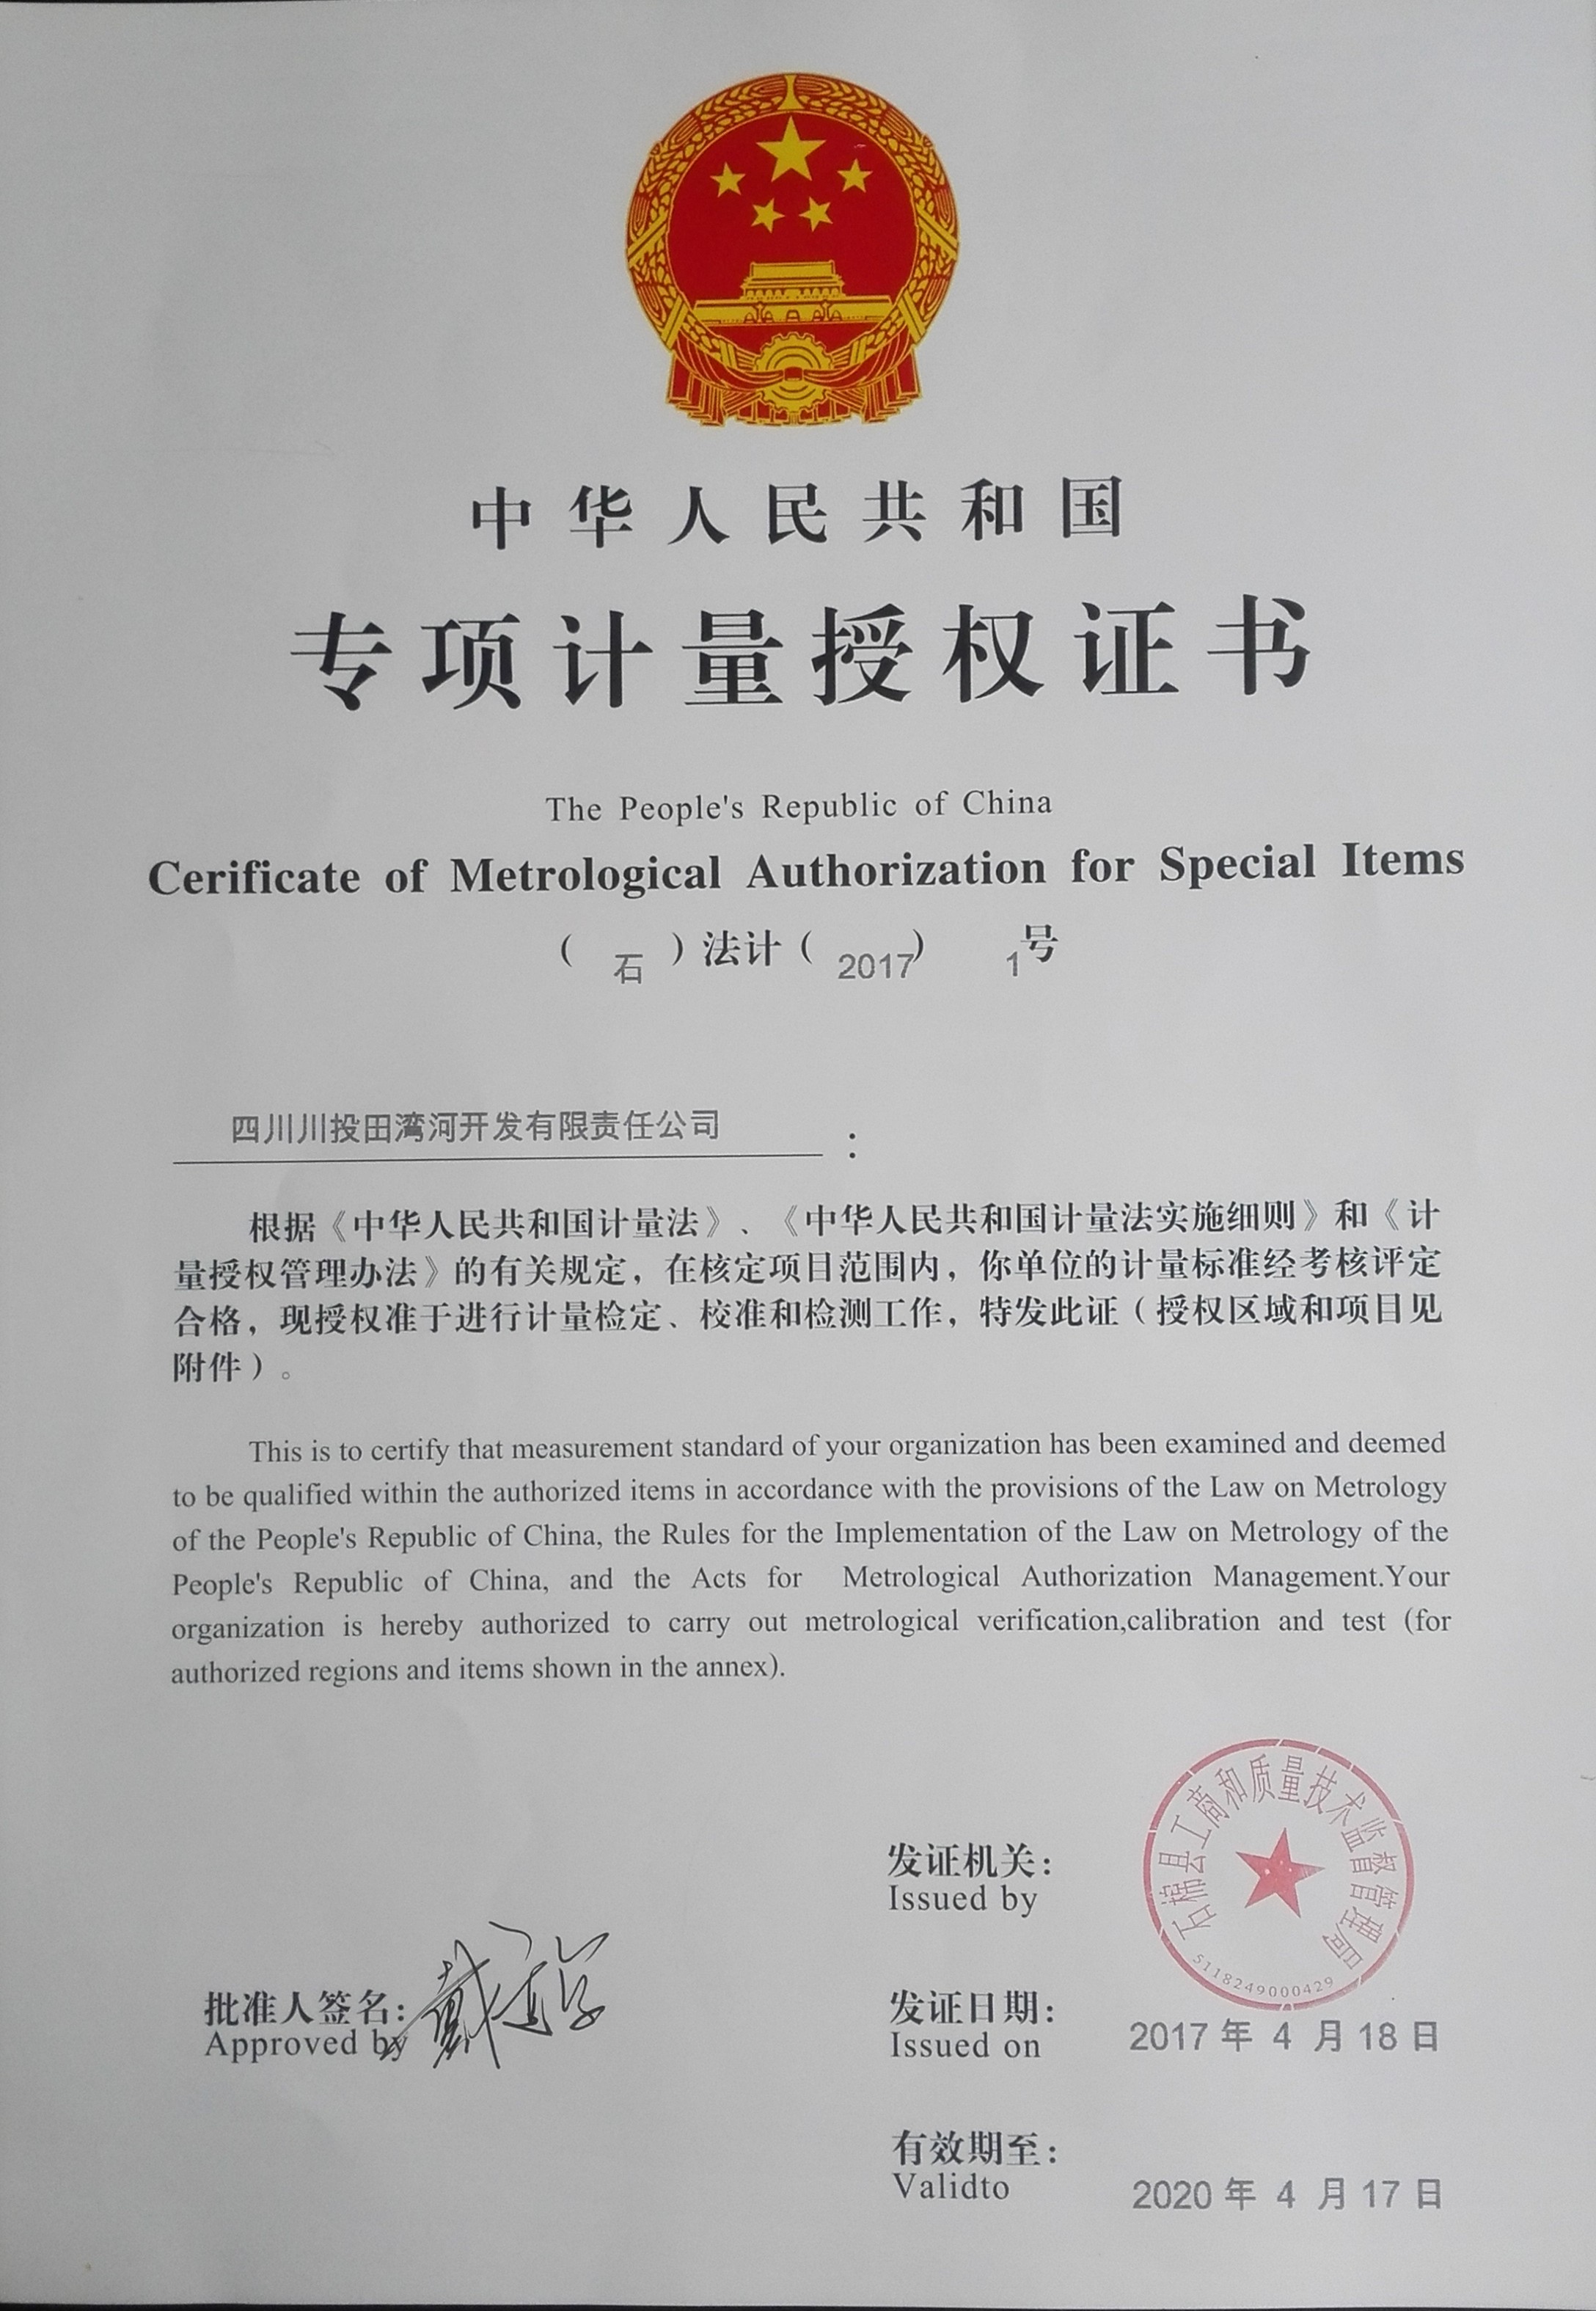 中华人民共和国
专项计量授权证书
The People's Republic of China
Cerificate of Metrological Authorization for Special Items
（石）法计（2017）1号
四川川投田湾河开发有限责任公司：
根据《中华人民共和国计量法》、《中华人民共和国计量法实施细则》和《计
量授权管理办法》的有关规定，在核定项目范围内，你单位的计量标准经考核评定
合格，现授权准于进行计量检定、校准和检测工作，特发此证（授权区域和项目见
附件）。
This is to certify that measurement standard of your organization has been examined and deemed
to be qualified within the authorized items in accordance with the provisions of the Law on Metrology
of the People's Republic of China, the Rules for the Implementation of the Law on Metrology of the
People's Republic of China, and the Acts for Metrological Authorization Management.Your
organization is hereby authorized to carry out metrological verification,calibration and test (for
authorized regions and items shown in the annex).
石棉县工商和质量技术监督管理局
5118249000429
发证机关：
Issued by
批准人签名：
Approved by
发证日期： 2017 年 4 月 18 日
Issued on
有效期至：
Validto 2020 年 4 月 17 日